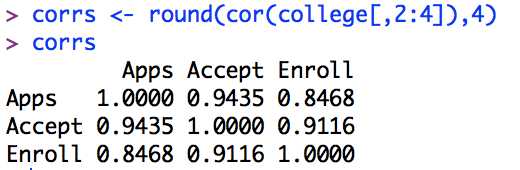 > corrs <- round(cor(college[,2:4]),4)
> corrs
         Apps Accept Enroll
Apps   1.0000 0.9435 0.8468
Accept 0.9435 1.0000 0.9116
Enroll 0.8468 0.9116 1.0000